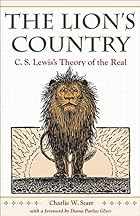 THE LION'S
COUNTRY
C. S. LEWIS'S THEORY OF THE REAL
Charlie W. Starr
with a foreword by Diana Pavlac Glyer